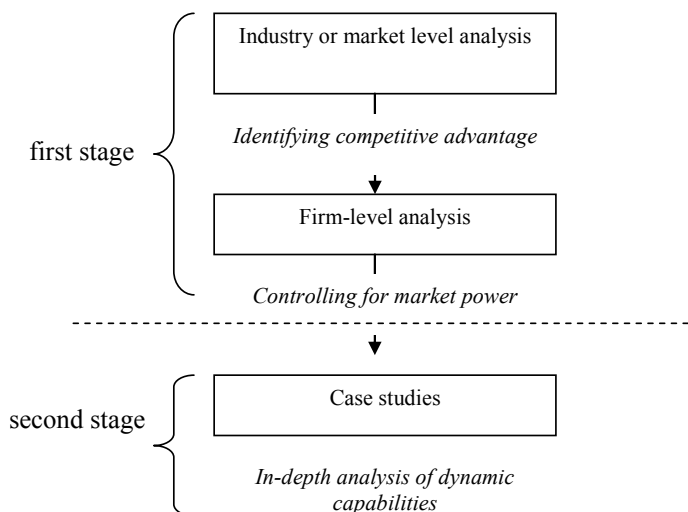 Industry or market level analysis
Identifying competitive advantage
first stage
Firm-level analysis
Controlling for market power
Case studies
second stage
In-depth analysis of dynamic
capabilities